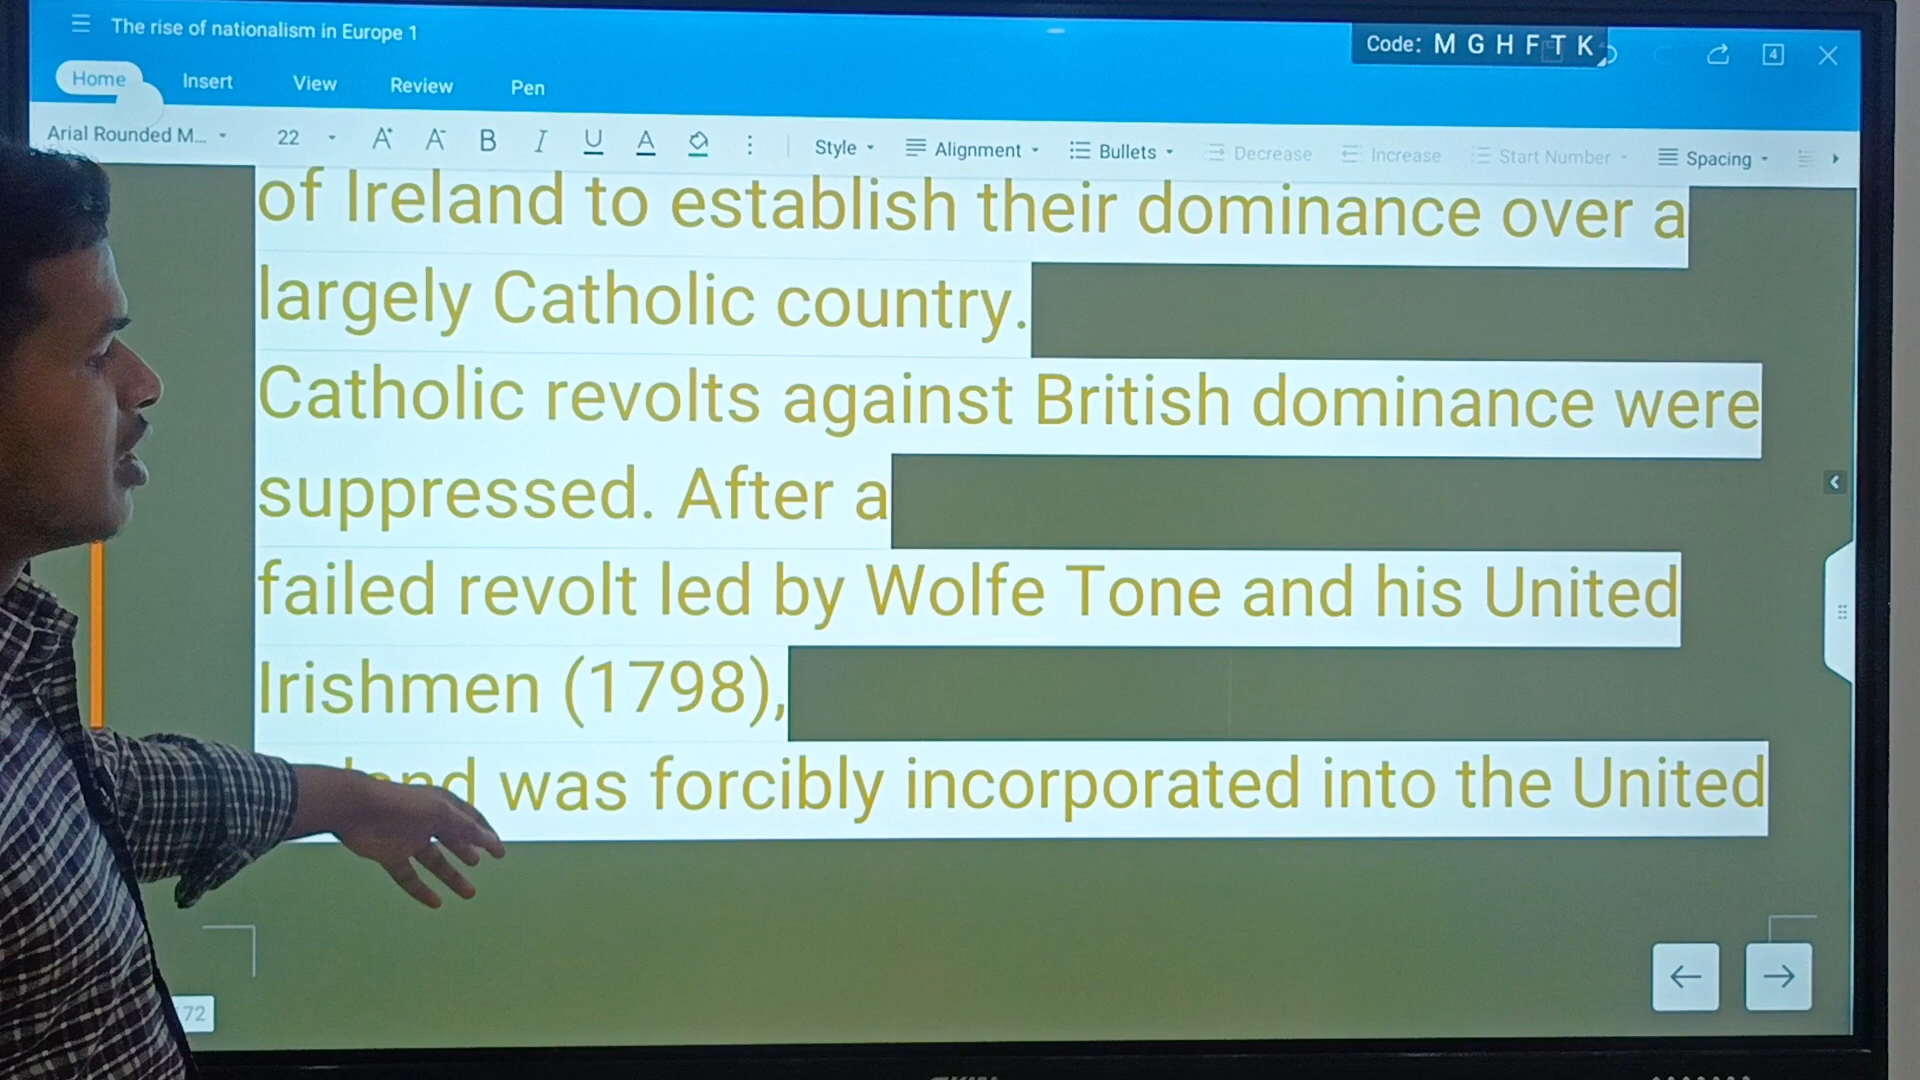 The rise of nationalism in Europe 1
Code: M G H F T K
4
Home Insert View Review Pen
Arial Rounded M... 22 A+ A- B I U A Style Alignment Bullets Decrease Increase Start Number Spacing
of Ireland to establish their dominance over a
largely Catholic country.
Catholic revolts against British dominance were
suppressed. After a
failed revolt led by Wolfe Tone and his United
Irishmen (1798),
was forcibly incorporated into the United
72